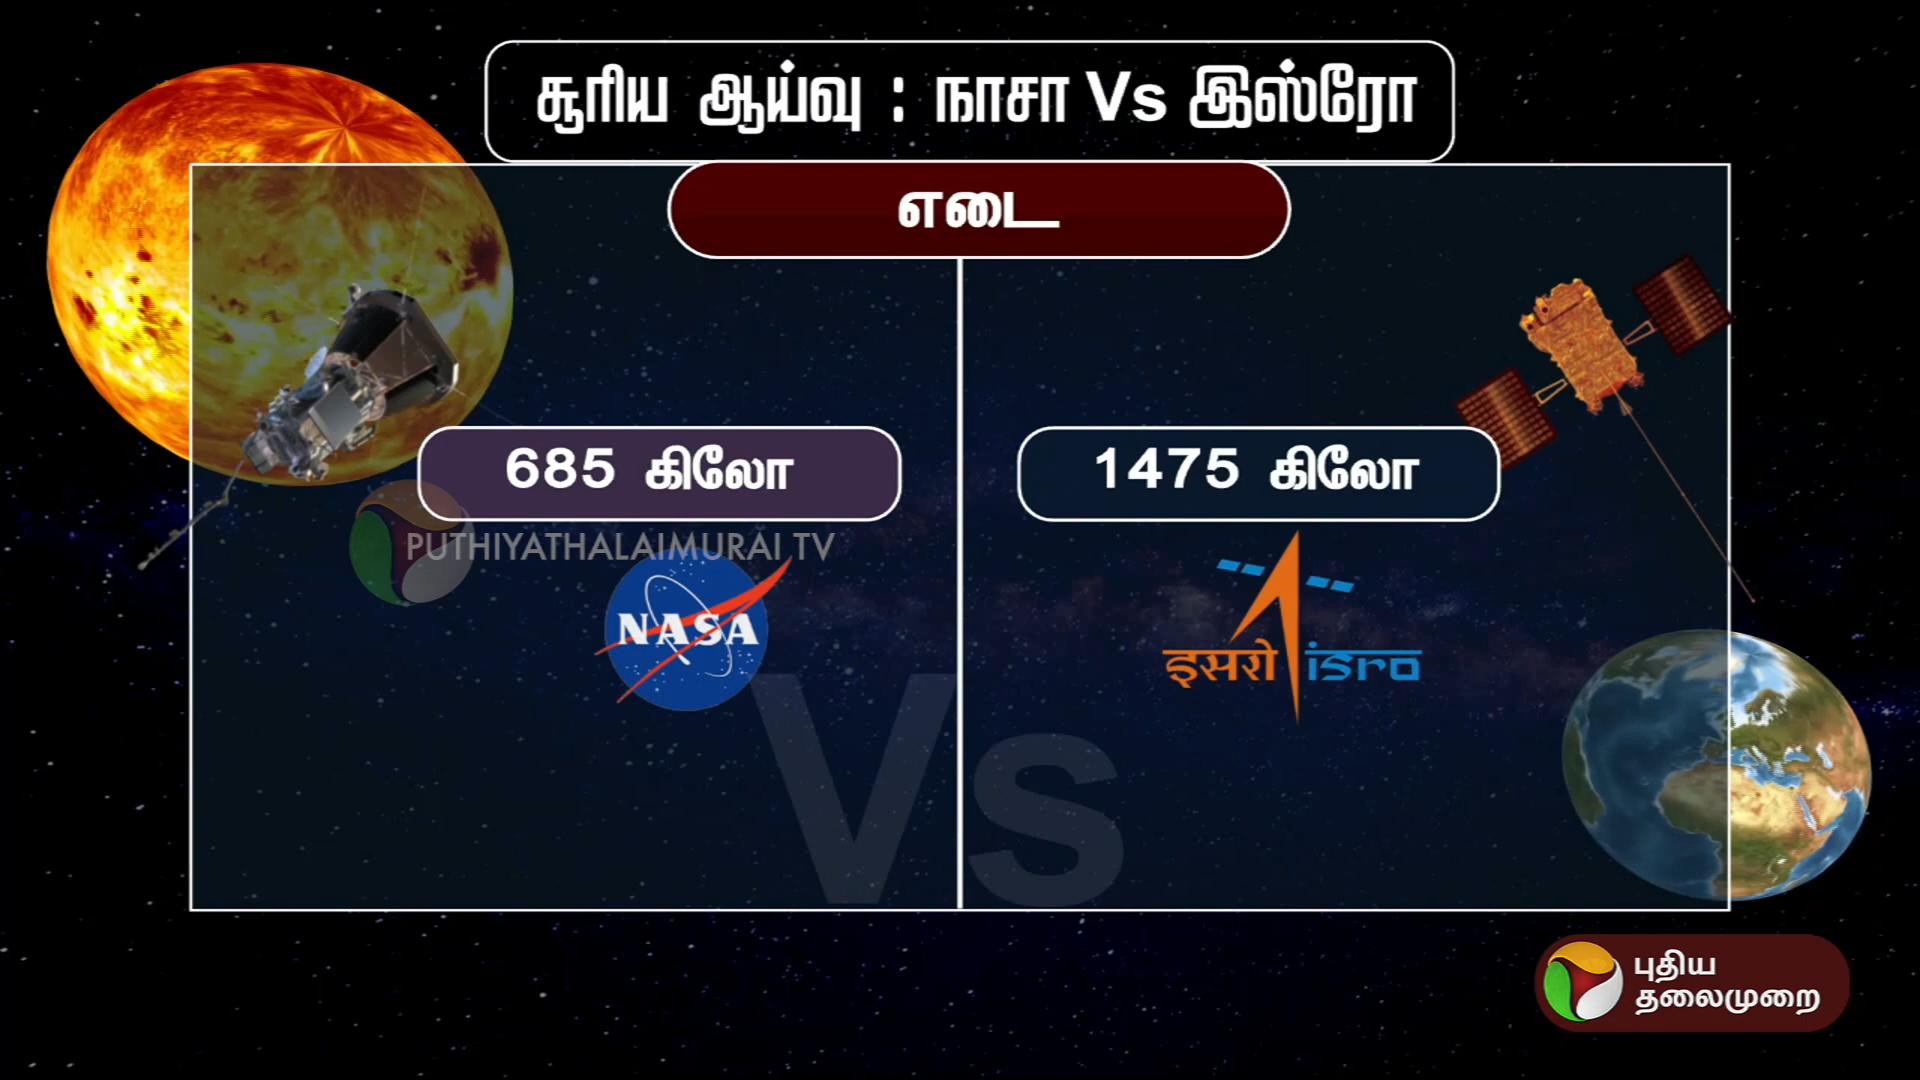 சூரிய ஆய்வு : நாசா Vs இஸ்ரோ
எடை
685 கிலோ
1475 கிலோ
PUTHIYATHALAIMURAI TV
NASA
इसरो isro
Vs
புதிய
தலைமுறை